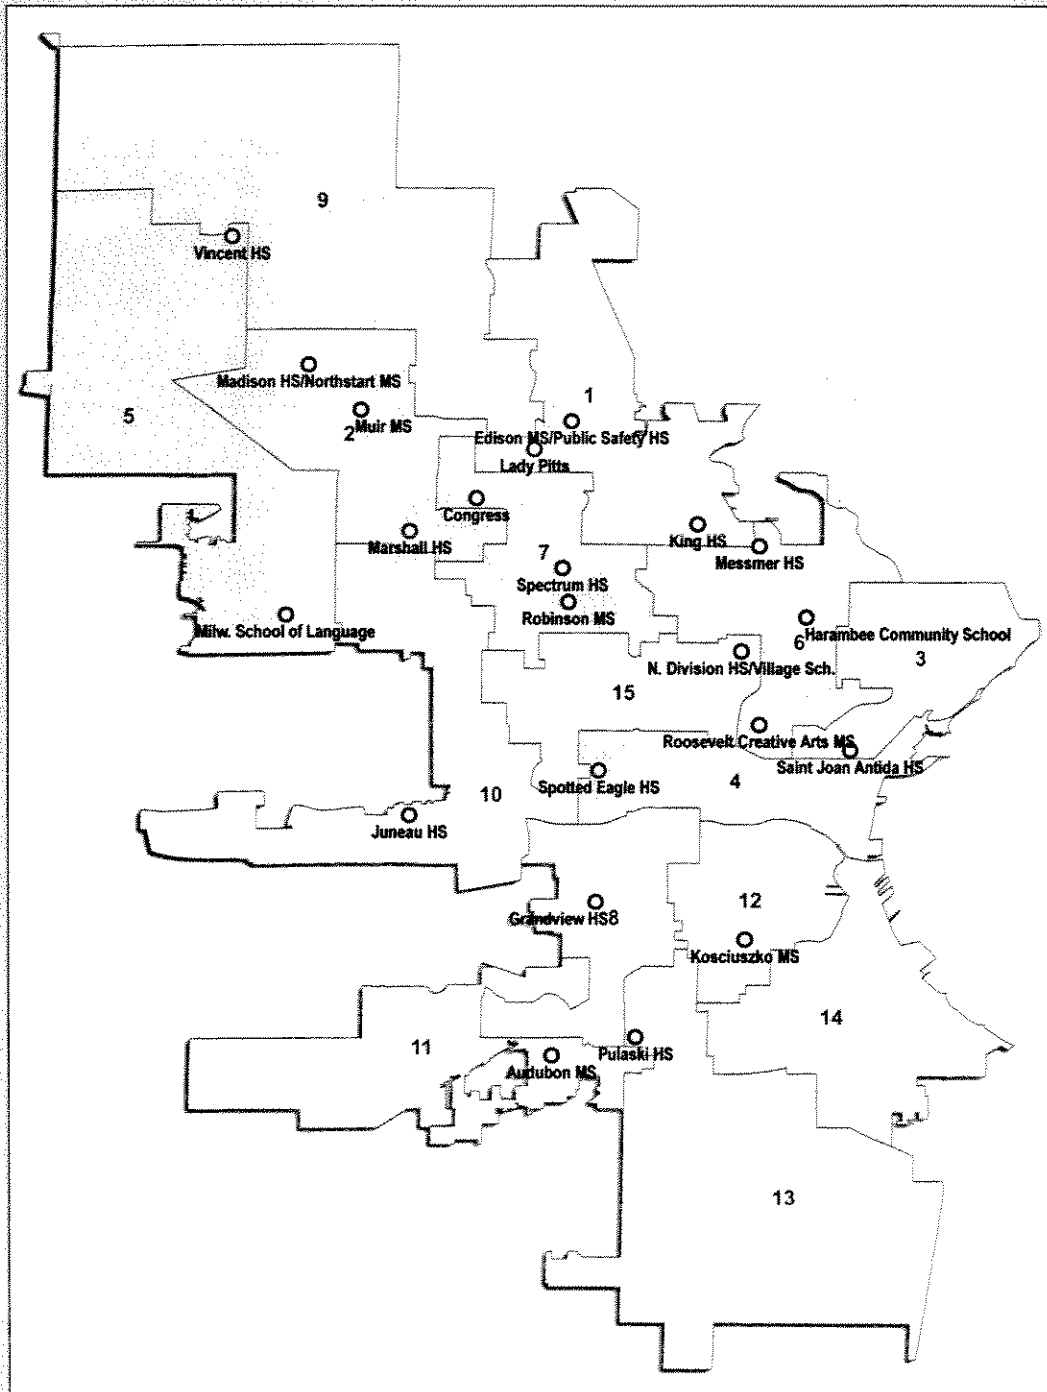 9
Vincent HS
Madison HS/Northstart MS
1
5
Muir MS
2
Edison MS/Public Safety HS
Lady Pitts
Congress
Marshall HS
King HS
7
Messmer HS
Spectrum HS
Robinson MS
Milw. School of Language
Harambee Community School
6
3
N. Division HS/Village Sch.
15
Roosevelt Creative Arts MS
Saint Joan Antida HS
Spotted Eagle HS
4
10
Juneau HS
12
Grandview HS
8
Kosciuszko MS
14
11
Pulaski HS
Audubon MS
13